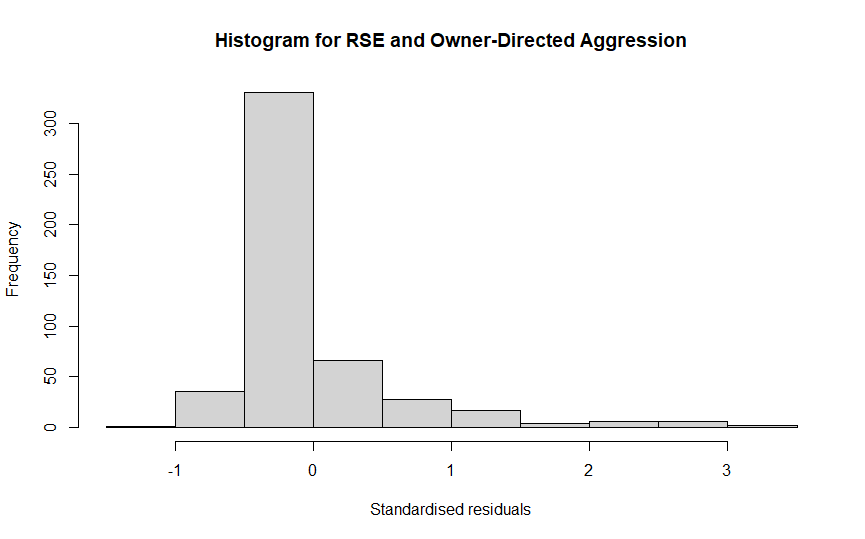 Histogram for RSE and Owner-Directed Aggression
Frequency
300
250
200
150
100
50
0
-1 0 1 2 3
Standardised residuals